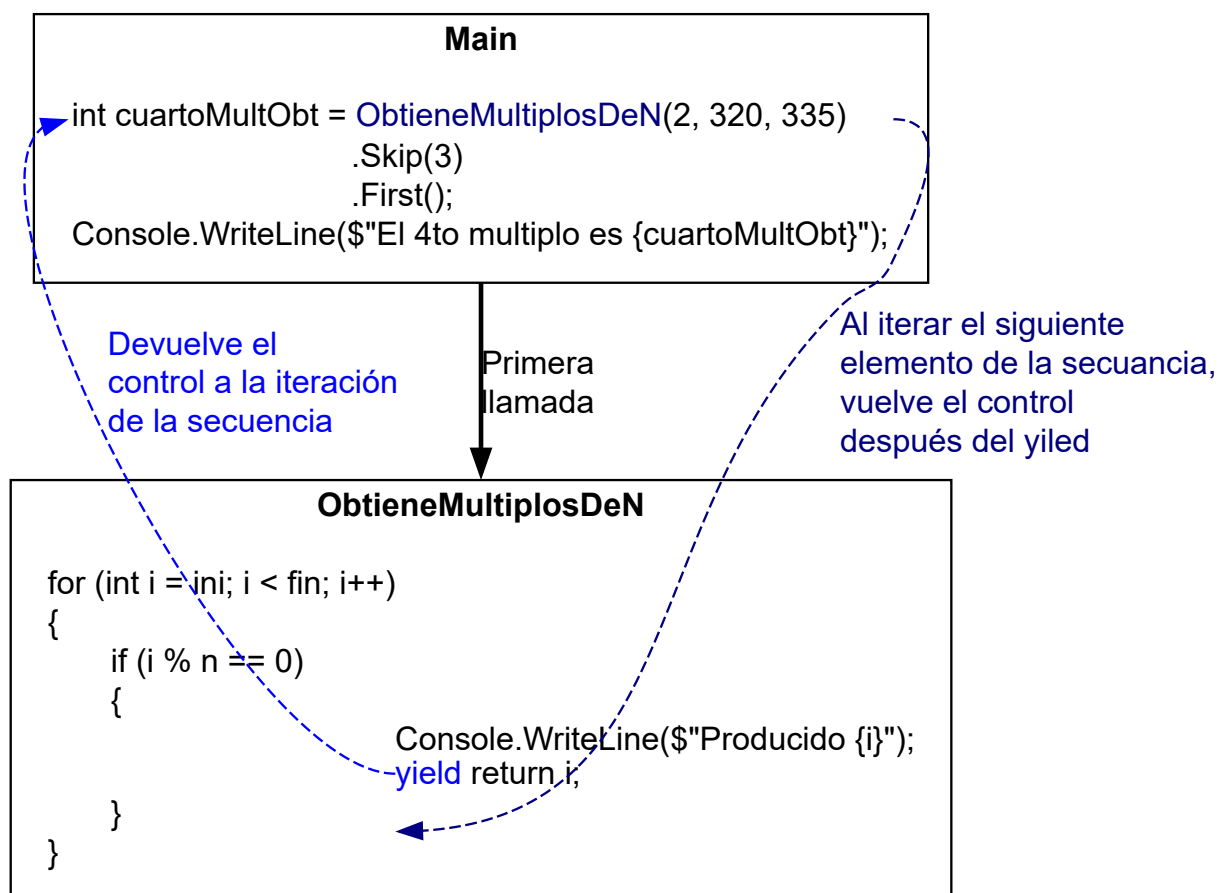 Main
int cuartoMultObt = ObtieneMultiplosDeN(2, 320, 335)
.Skip(3)
.First();
Console.WriteLine($"El 4to multiplo es {cuartoMultObt}");
Devuelve el
control a la iteración
de la secuencia
Primera
llamada
Al iterar el siguiente
elemento de la secuancia,
vuelve el control
después del yiled
ObtieneMultiplosDeN
for (int i = ini; i < fin; i++)
{
if (i % n == 0)
{
Console.WriteLine($"Producido {i}");
yield return i;
}
}